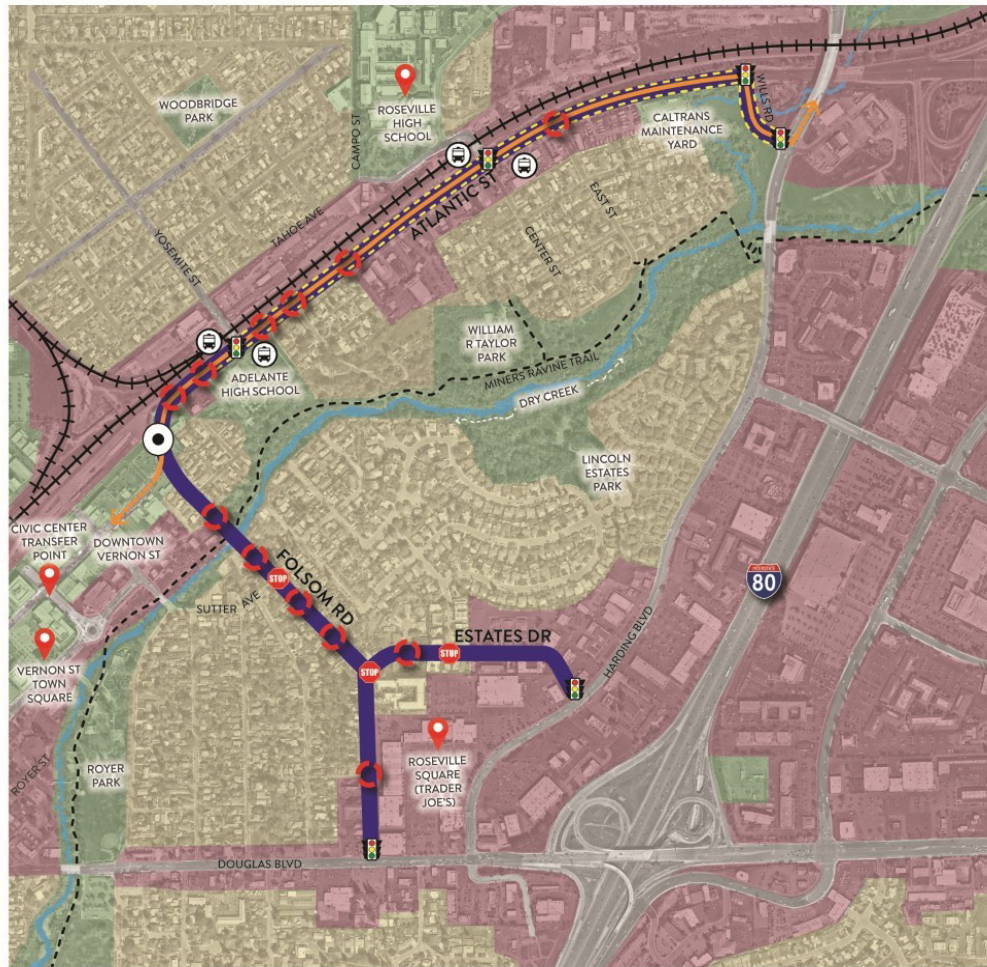 WOODBRIDGE
PARK
CAMPO ST
ROSEVILLE
HIGH
SCHOOL
WILLS RD
CALTRANS
MAINTENANCE
YARD
TAHOE AVE
ATLANTIC ST
YOSEMITE ST
EAST ST
CENTER ST
ADELANTE
HIGH SCHOOL
WILLIAM
R TAYLOR
PARK
MINERS RAVINE TRAIL
DRY CREEK
LINCOLN
ESTATES
PARK
CIVIC CENTER
TRANSFER
POINT
DOWNTOWN
VERNON ST
FOLSOM RD
STOP
SUTTER AVE
INTERSTATE
80
HARDING BLVD
ESTATES DR
STOP
STOP
VERNON ST
TOWN
SQUARE
ROYER ST
ROYER
PARK
ROSEVILLE
SQUARE
(TRADER
JOE'S)
DOUGLAS BLVD